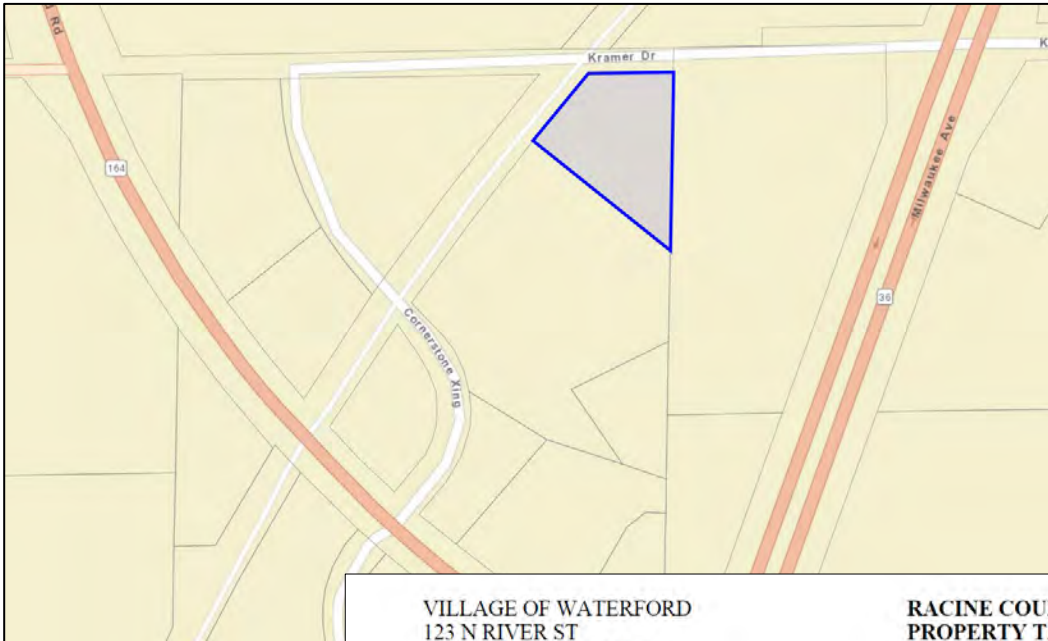 Rd
Kramer Dr
K
164
Milwaukee Ave
36
Cornerstone Xing
VILLAGE OF WATERFORD
123 N RIVER ST
RACINE COU
PROPERTY T